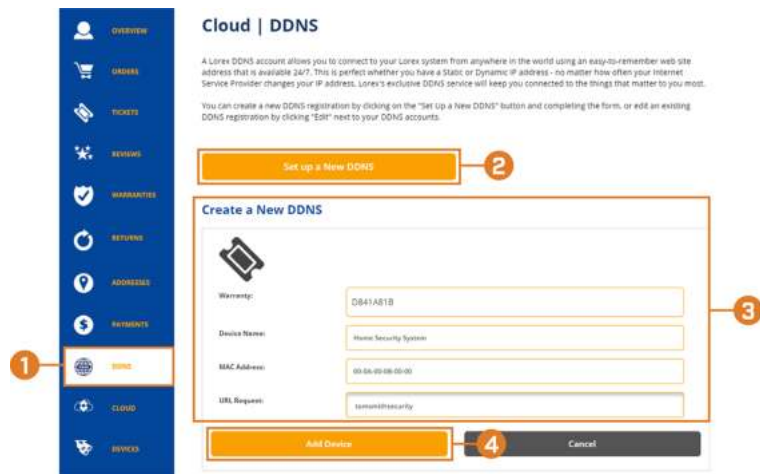 Cloud | DDNS
OVERVIEW
A Lorex DDNS account allows you to connect to your Lorex system from anywhere in the world using an easy-to-remember web site
address that is available 24/7. This is perfect whether you have a Static or Dynamic IP address - no matter how often your Internet
Service Provider changes your IP address, Lorex's exclusive DDNS service will keep you connected to the things that matter to you most.
ORDERS
You can create a new DDNS registration by clicking on the "Set Up a New DDNS" button and completing the form, or edit an existing
DDNS registration by clicking "Edit" next to your DDNS accounts.
TICKETS
REVIEWS
Set up a New DDNS
2
WARRANTIES
Create a New DDNS
RETURNS
ADDRESSES
Warranty:
D841A81B
3
PAYMENTS
Device Name:
Home Security System
1
DDNS
MAC Address:
CLOUD
URL Request:
tomsmithsecurity
DEVICES
Add Device
4
Cancel